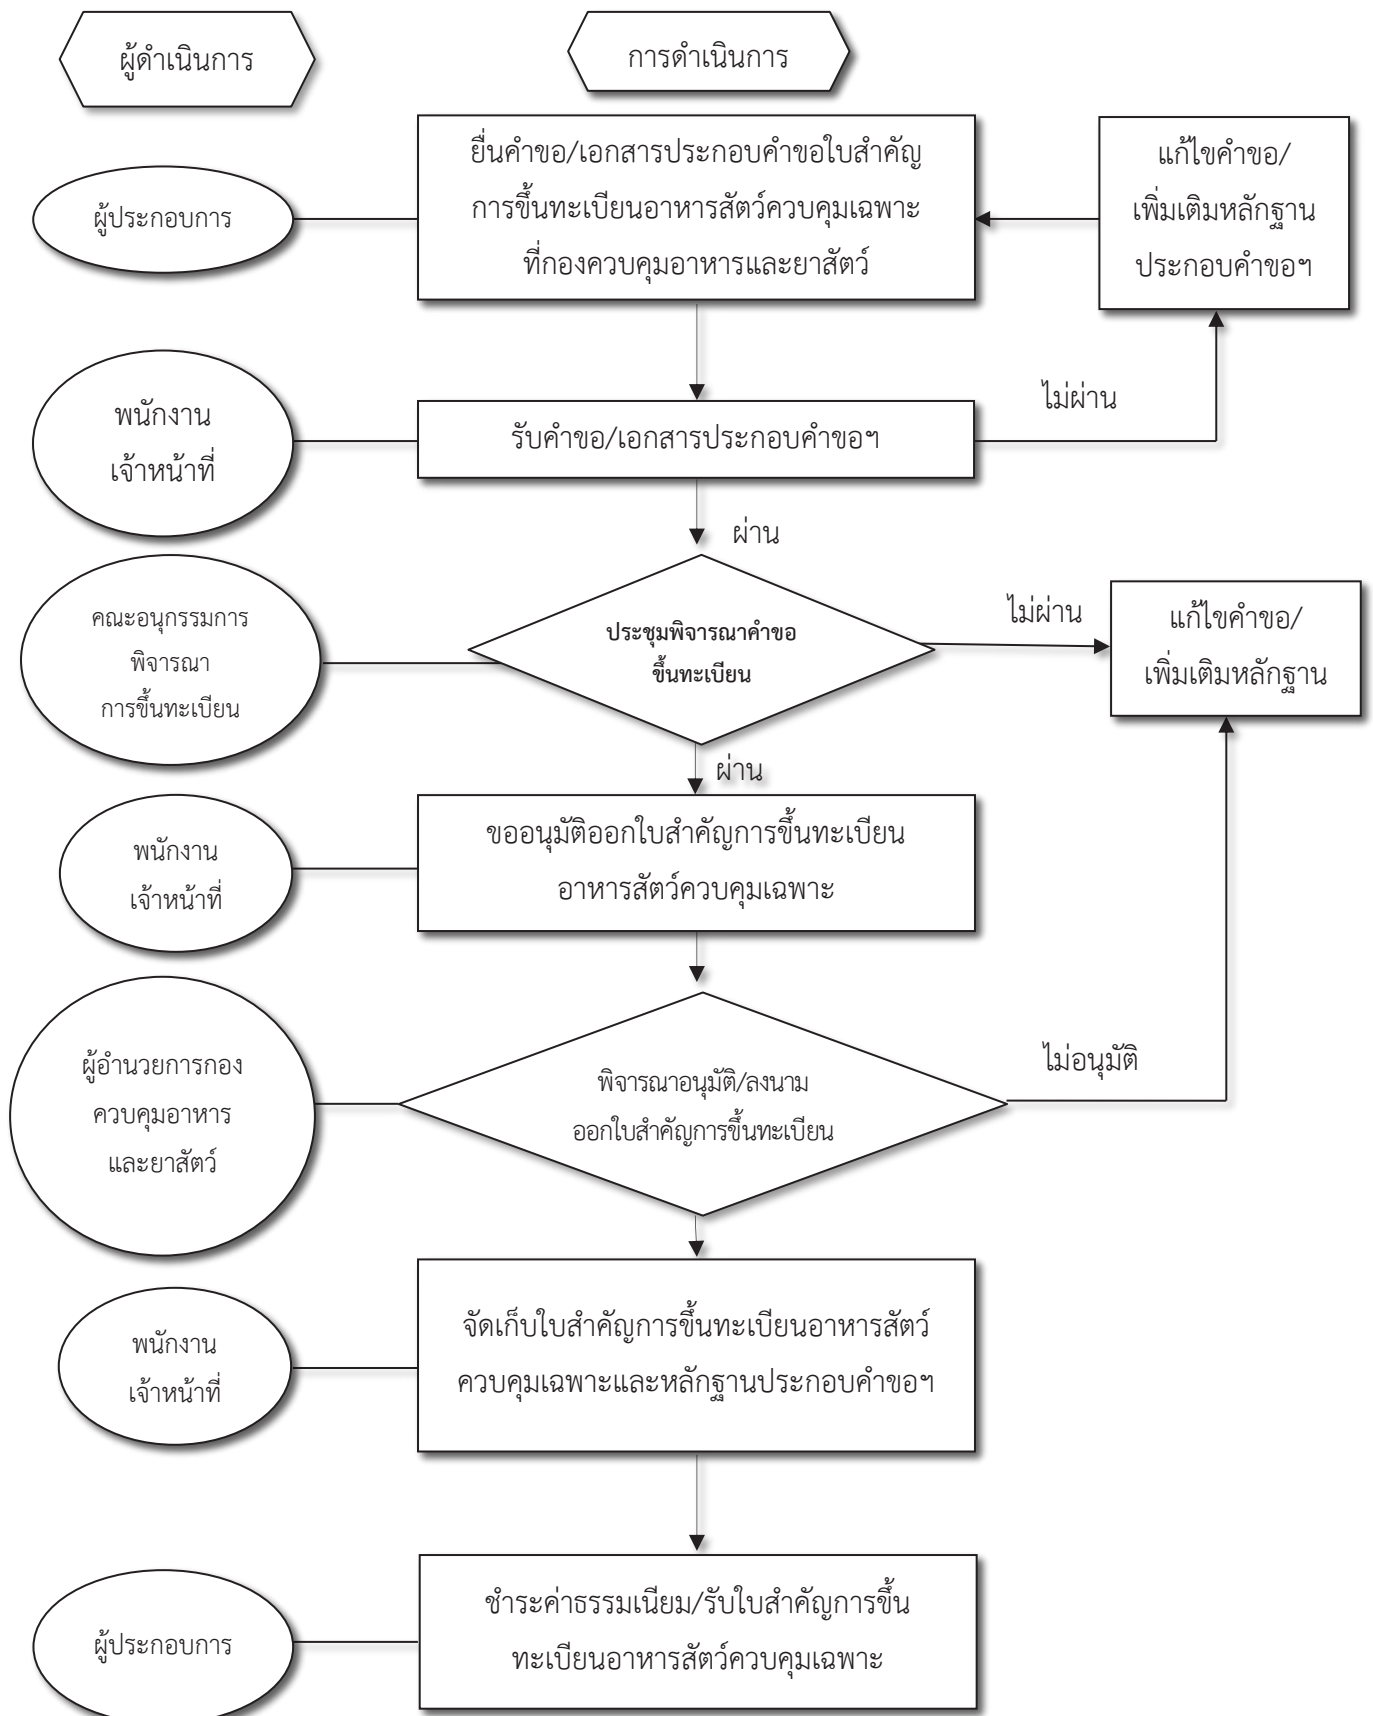 ผู้ดำเนินการ
การดำเนินการ
ผู้ประกอบการ
ยื่นคำขอ/เอกสารประกอบคำขอใบสำคัญ
การขึ้นทะเบียนอาหารสัตว์ควบคุมเฉพาะ
ที่กองควบคุมอาหารและยาสัตว์
แก้ไขคำขอ/
เพิ่มเติมหลักฐาน
ประกอบคำขอฯ
พนักงาน
เจ้าหน้าที่
รับคำขอ/เอกสารประกอบคำขอฯ
ไม่ผ่าน
ผ่าน
คณะอนุกรรมการ
พิจารณา
การขึ้นทะเบียน
ประชุมพิจารณาคำขอ
ขึ้นทะเบียน
ไม่ผ่าน
แก้ไขคำขอ/
เพิ่มเติมหลักฐาน
ผ่าน
พนักงาน
เจ้าหน้าที่
ขออนุมัติออกใบสำคัญการขึ้นทะเบียน
อาหารสัตว์ควบคุมเฉพาะ
ผู้อำนวยการกอง
ควบคุมอาหาร
และยาสัตว์
พิจารณาอนุมัติ/ลงนาม
ออกใบสำคัญการขึ้นทะเบียน
ไม่อนุมัติ
พนักงาน
เจ้าหน้าที่
จัดเก็บใบสำคัญการขึ้นทะเบียนอาหารสัตว์
ควบคุมเฉพาะและหลักฐานประกอบคำขอฯ
ผู้ประกอบการ
ชำระค่าธรรมเนียม/รับใบสำคัญการขึ้น
ทะเบียนอาหารสัตว์ควบคุมเฉพาะ